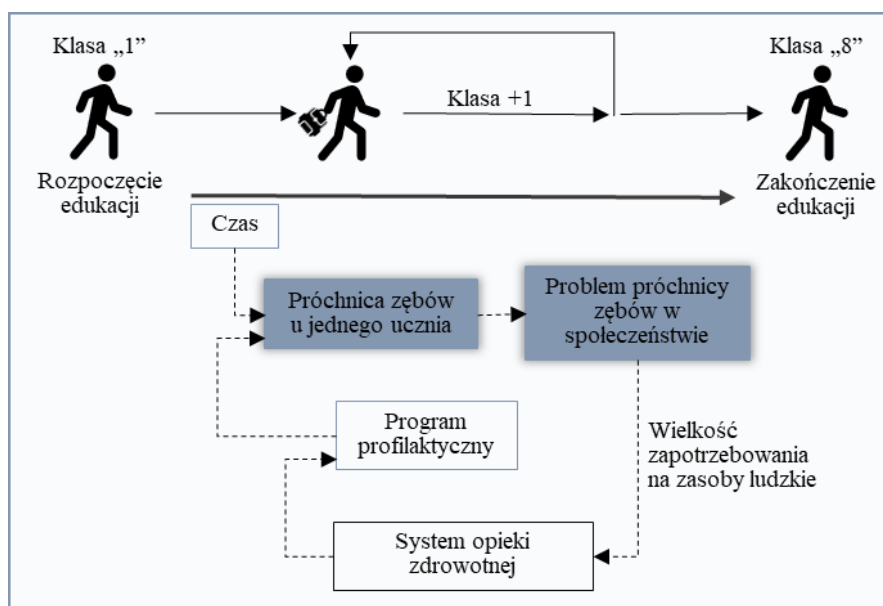 Klasa „1”
Klasa „8”
Klasa +1
Rozpoczęcie
edukacji
Zakończenie
edukacji
Czas
Próchnica zębów
u jednego ucznia
Problem próchnicy
zębów w
społeczeństwie
Program
profilaktyczny
Wielkość
zapotrzebowania
na zasoby ludzkie
System opieki
zdrowotnej